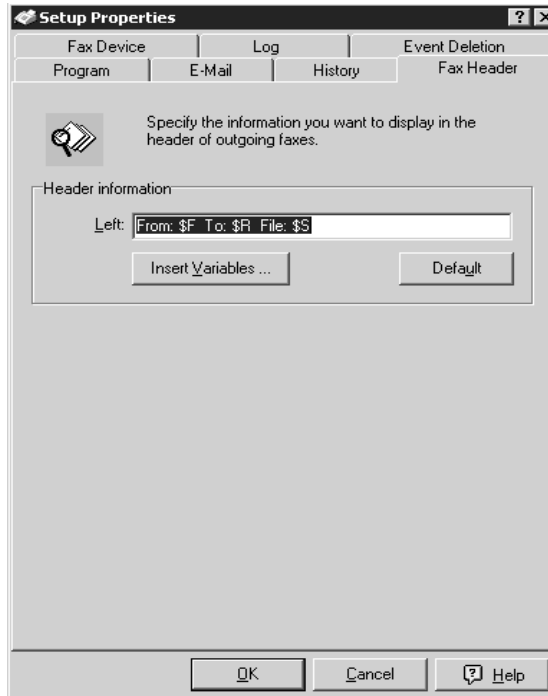 Setup Properties
Fax Device Log Event Deletion
Program E-Mail History Fax Header
Specify the information you want to display in the
header of outgoing faxes.
Header information
Left: From: $F To: $R File: $S
Insert Variables ... Default
OK Cancel Help